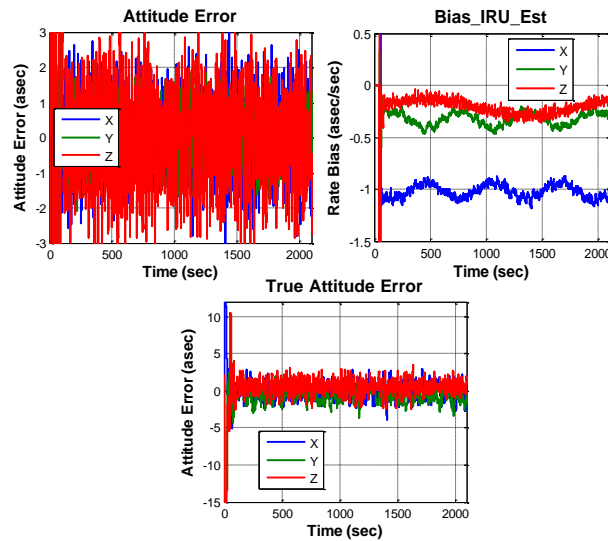 Attitude Error
Attitude Error (asec)
3
2
1
0
-1
-2
-3
X
Y
Z
0 500 1000 1500 2000
Time (sec)
Bias_IRU_Est
Rate Bias (asec/sec)
0.5
0
-0.5
-1
-1.5
X
Y
Z
0 500 1000 1500 2000
Time (sec)
True Attitude Error
Attitude Error (asec)
10
5
0
-5
-10
-15
X
Y
Z
0 500 1000 1500 2000
Time (sec)